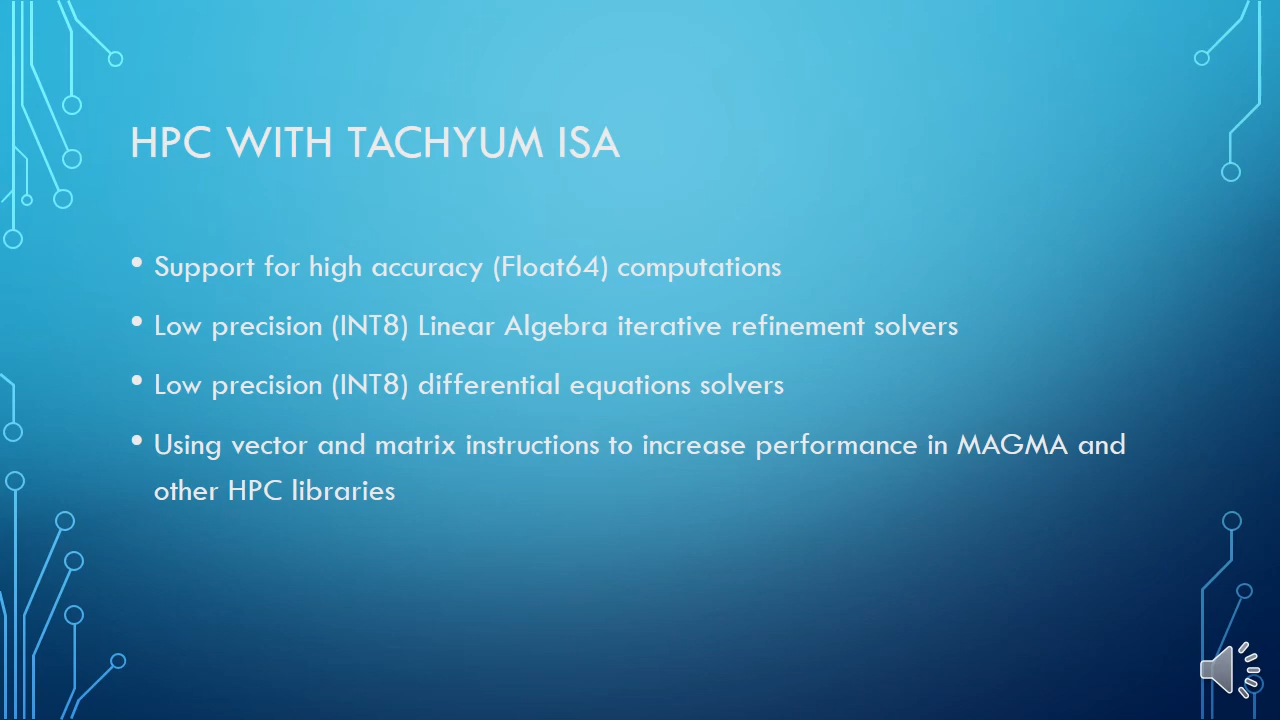 HPC WITH TACHYUM ISA
• Support for high accuracy (Float64) computations
• Low precision (INT8) Linear Algebra iterative refinement solvers
• Low precision (INT8) differential equations solvers
• Using vector and matrix instructions to increase performance in MAGMA and
other HPC libraries